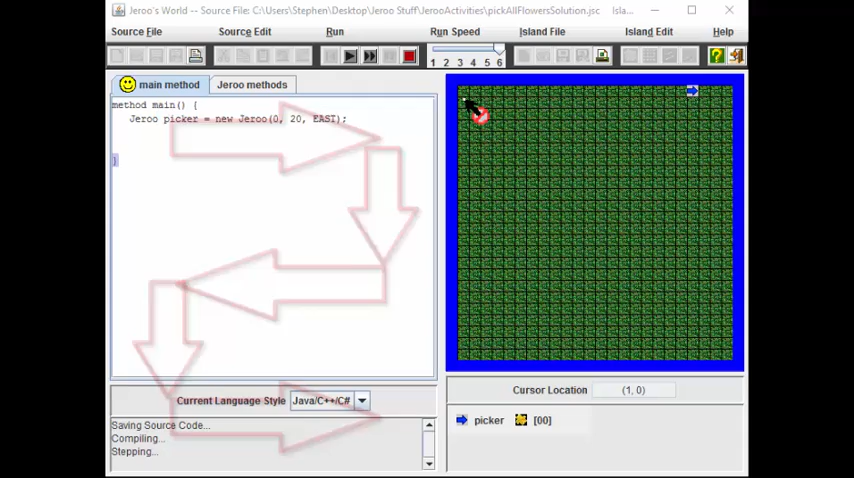 Jeroo's World -- Source File: C:\Users\Stephen\Desktop\Jeroo Stuff\JerooActivities\pickAllFlowersSolution.jsc Isla...
Source File Source Edit Run Run Speed Island File Island Edit Help
1 2 3 4 5 6
main method Jeroo methods
method main() {
Jeroo picker = new Jeroo(0, 20, EAST);
}
Cursor Location (1, 0)
Current Language Style Java/C++/C#
picker [00]
Saving Source Code...
Compiling...
Stepping...